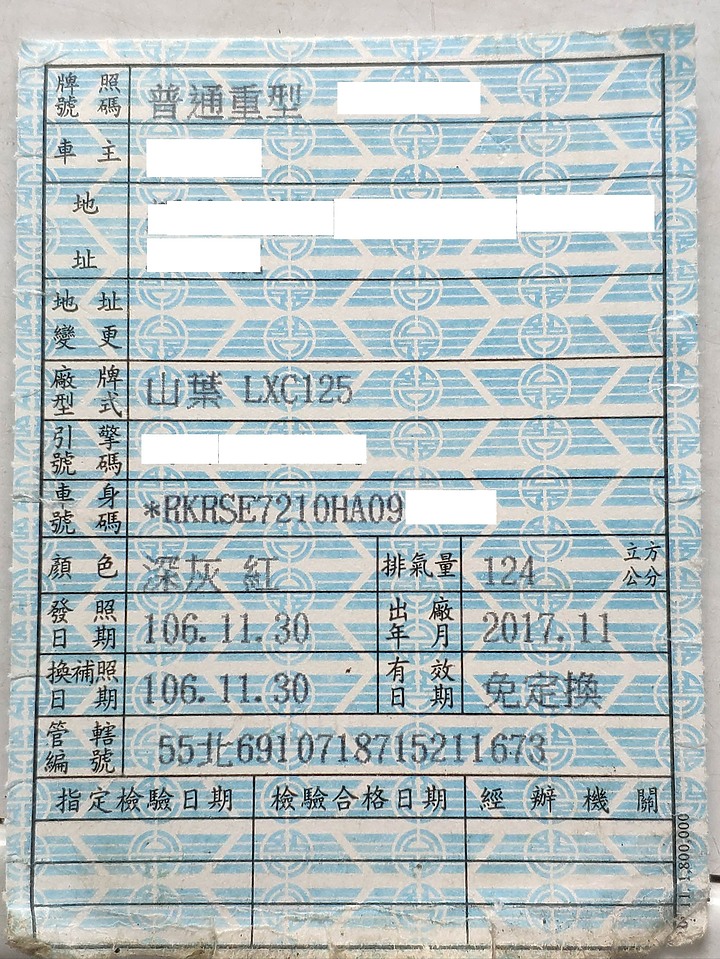 牌照號碼 普通重型
車主
地址
地址變更
廠牌型式 山葉 LXC125
引擎號碼
車身號碼 *RKRSE7210HA09
顏色 深灰 紅 排氣量 124 立方公分
發照日期 106.11.30 出廠年月 2017.11
換補照日期 106.11.30 有效日期 免定換
管轄編號 55北6910718715211673
指定檢驗日期 檢驗合格日期 經辦機關